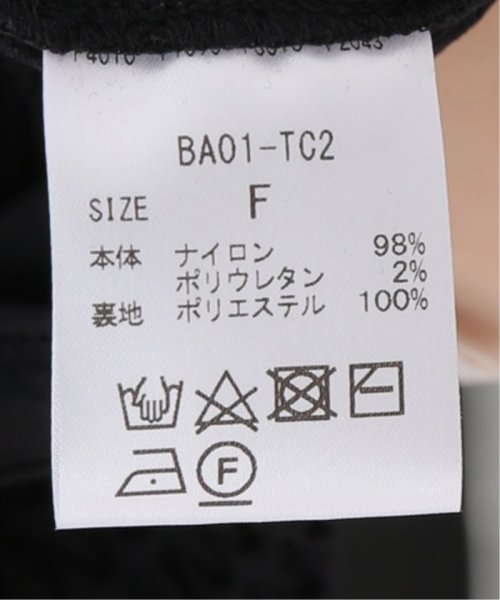 BA01-TC2
SIZE F
本体 ナイロン 98%
ポリウレタン 2%
裏地 ポリエステル 100%
F